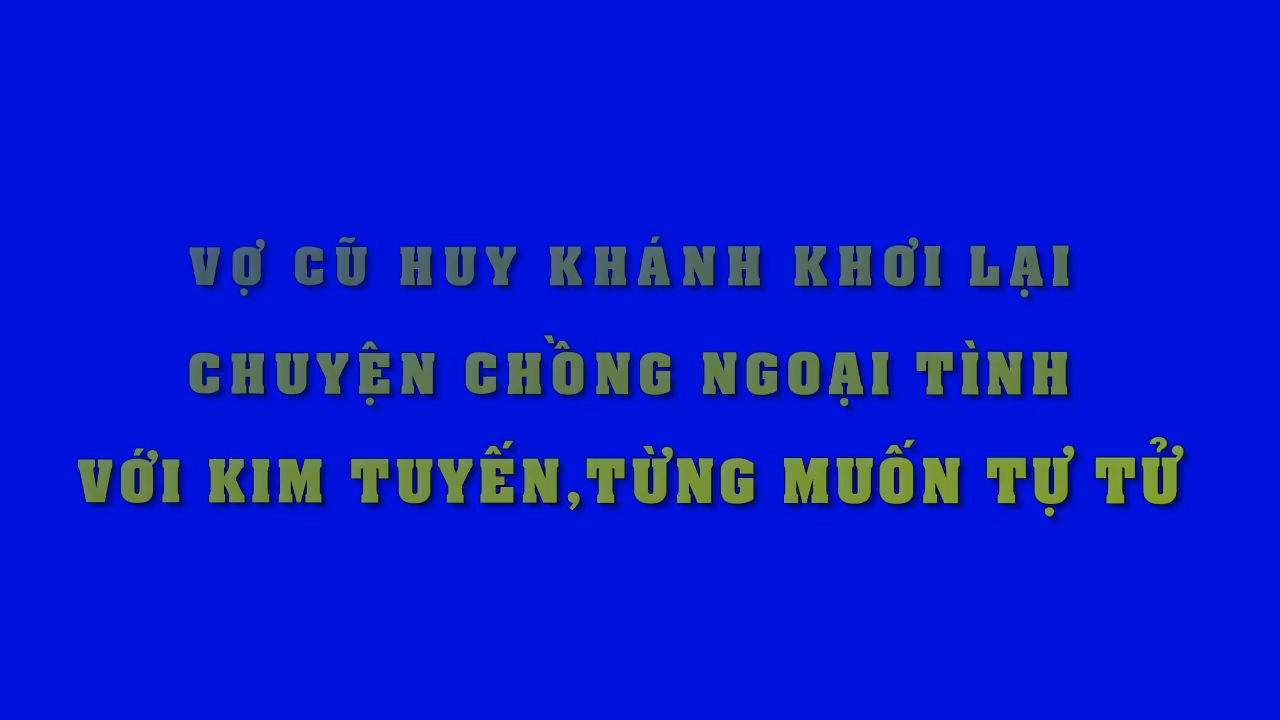 VỢ CŨ HUY KHÁNH KHƠI LẠI
CHUYỆN CHỒNG NGOẠI TÌNH
VỚI KIM TUYẾN,TỪNG MUỐN TỰ TỬ